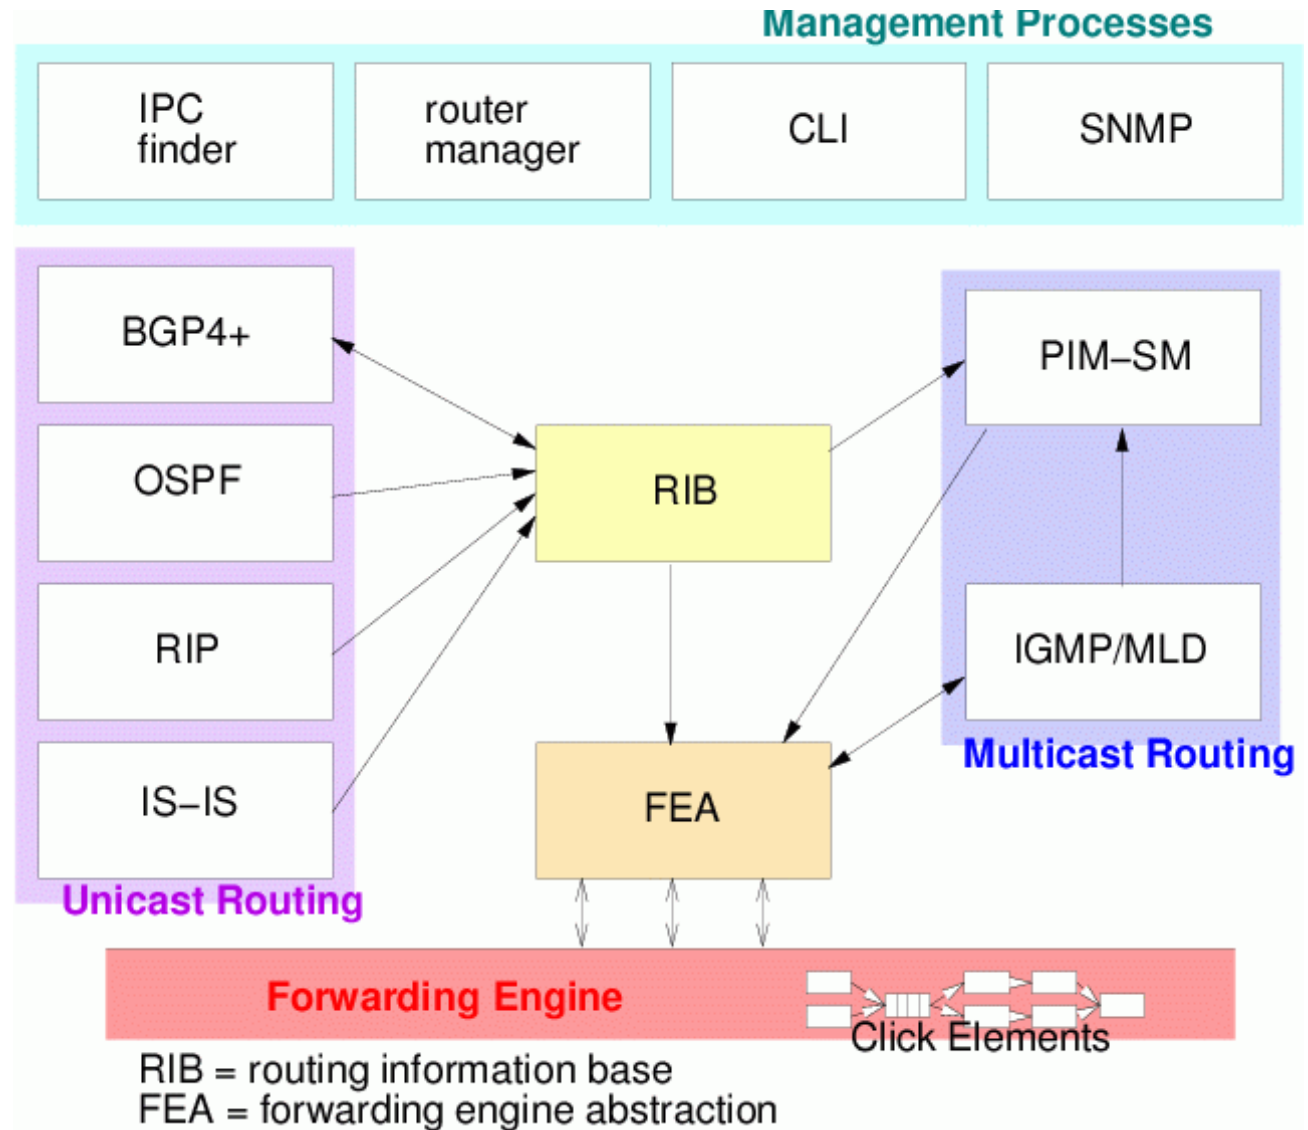 Management Processes
IPC
finder
router
manager
CLI
SNMP
BGP4+
OSPF
RIP
IS–IS
Unicast Routing
RIB
FEA
PIM–SM
IGMP/MLD
Multicast Routing
Forwarding Engine
Click Elements
RIB = routing information base
FEA = forwarding engine abstraction